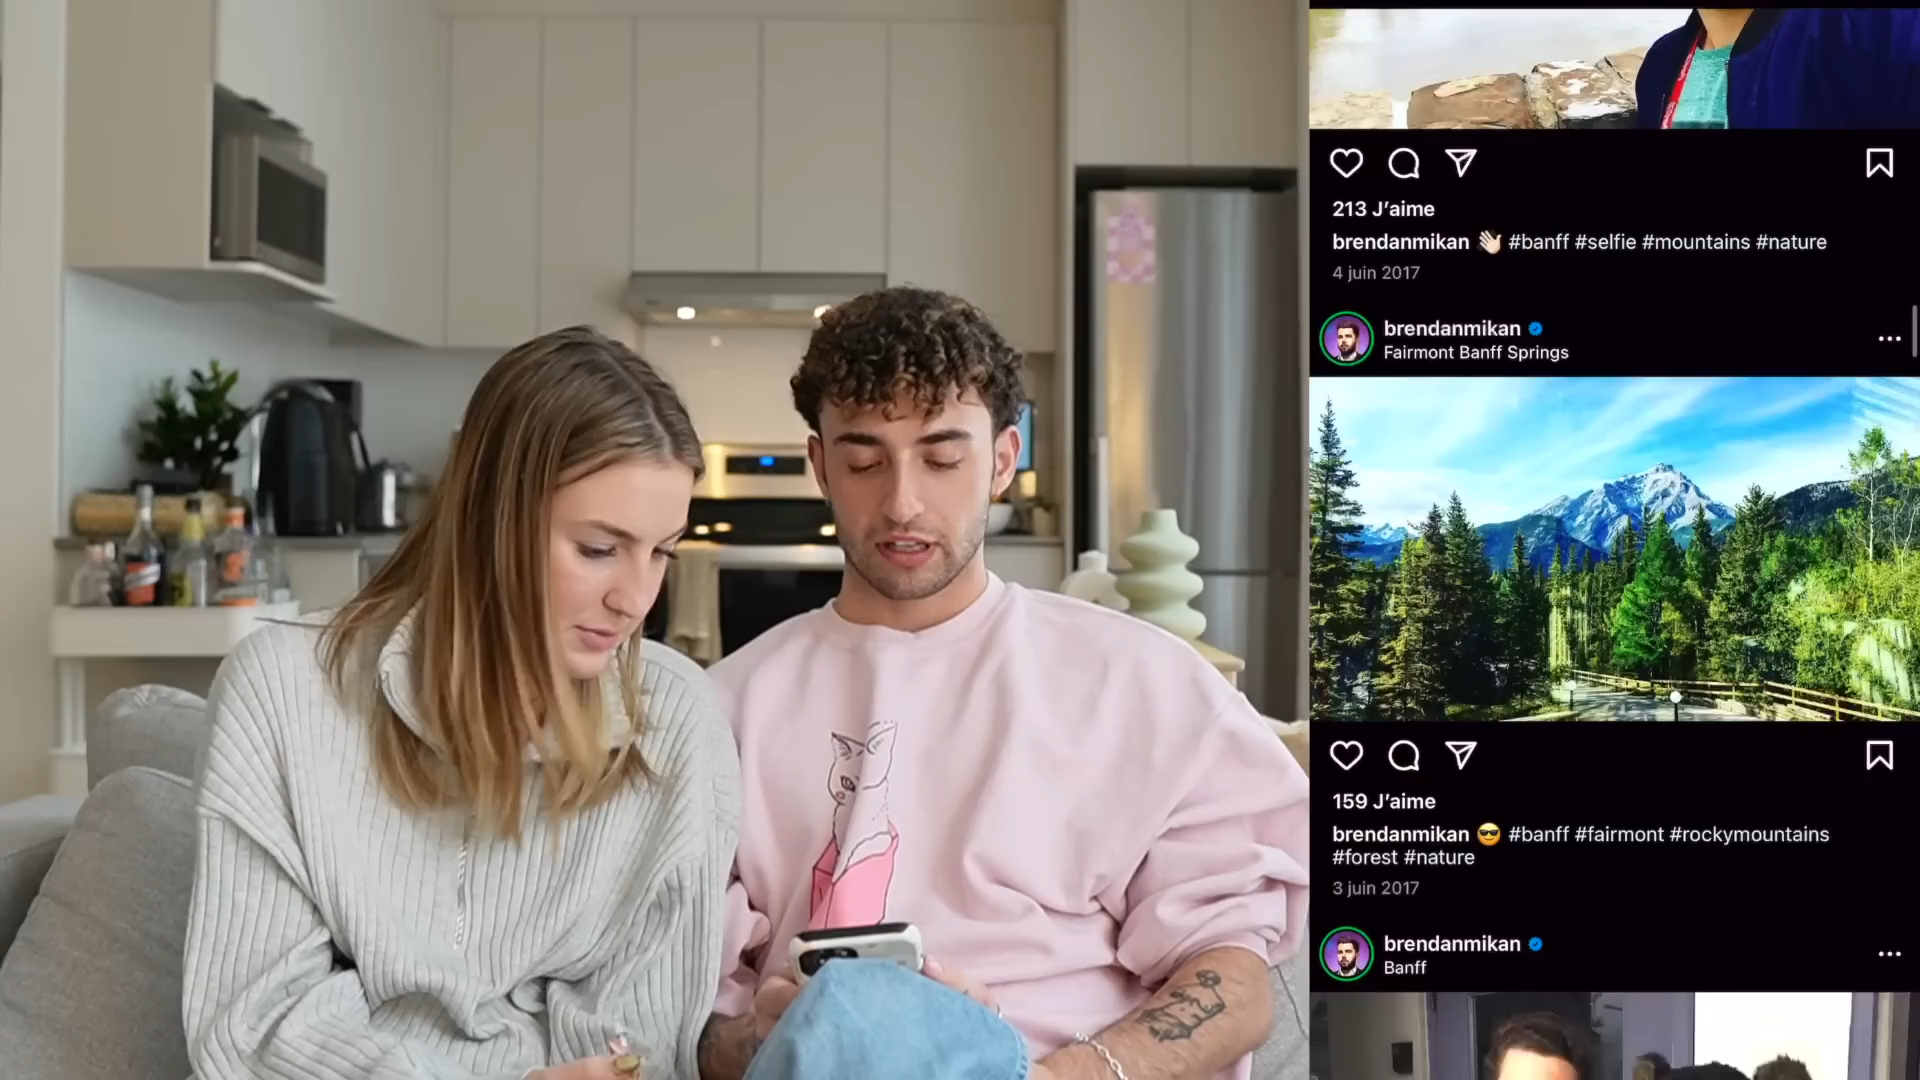 213 J’aime
brendanmikan 👋🏻 #banff #selfie #mountains #nature
4 juin 2017
brendanmikan
Fairmont Banff Springs
159 J’aime
brendanmikan 😎 #banff #fairmont #rockymountains
#forest #nature
3 juin 2017
brendanmikan
Banff